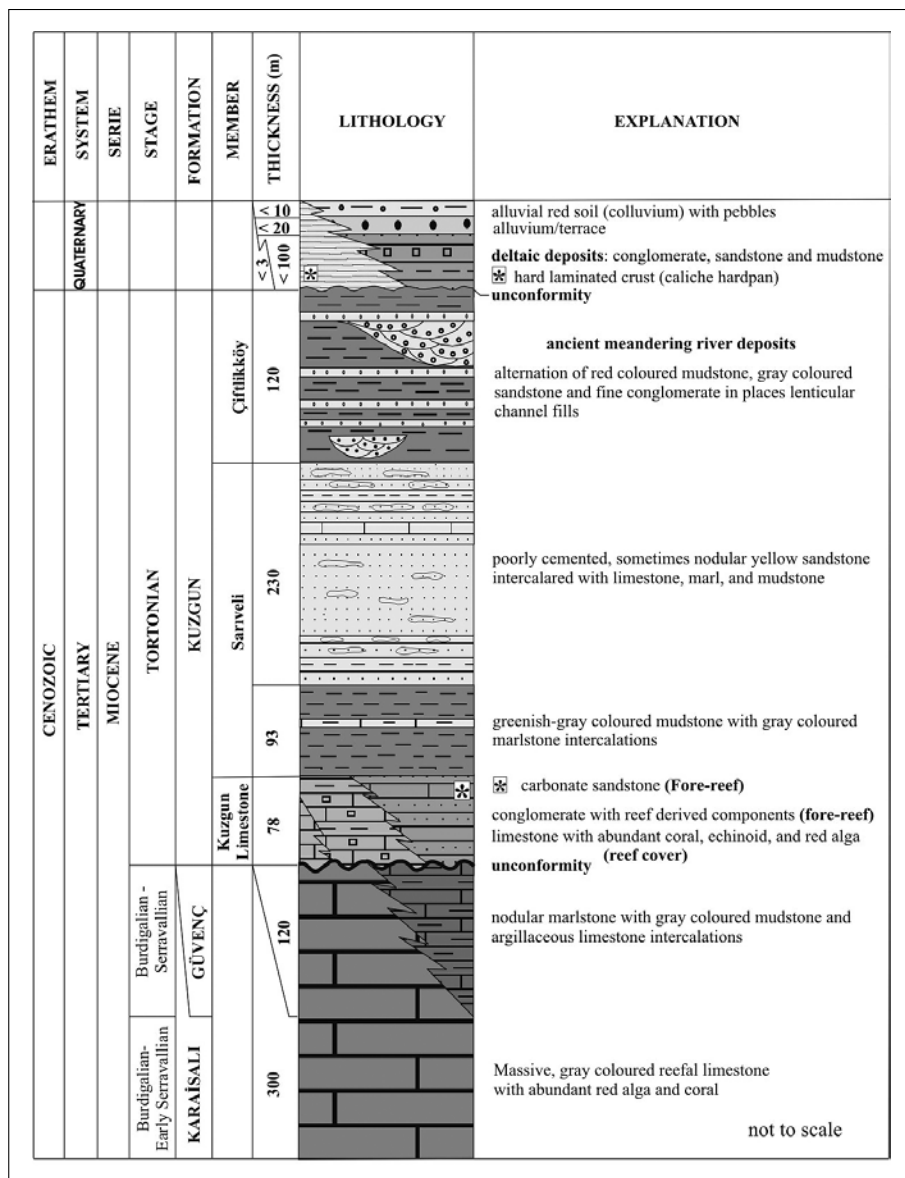 ERATHEM
SYSTEM
SERIE
STAGE
FORMATION
MEMBER
THICKNESS (m)
LITHOLOGY
EXPLANATION
QUATERNARY
< 10
< 20
< 3
< 100
alluvial red soil (colluvium) with pebbles
alluvium/terrace
deltaic deposits: conglomerate, sandstone and mudstone
* hard laminated crust (caliche hardpan)
unconformity
CENOZOIC
TERTIARY
MIOCENE
TORTONIAN
KUZGUN
Çiftlikköy
120
ancient meandering river deposits
alternation of red coloured mudstone, gray coloured
sandstone and fine conglomerate in places lenticular
channel fills
Sarıveli
230
poorly cemented, sometimes nodular yellow sandstone
intercalared with limestone, marl, and mudstone
93
greenish-gray coloured mudstone with gray coloured
marlstone intercalations
Kuzgun
Limestone
78
* carbonate sandstone (Fore-reef)
conglomerate with reef derived components (fore-reef)
limestone with abundant coral, echinoid, and red alga
(reef cover)
unconformity
Burdigalian -
Serravallian
GÜVENÇ
120
nodular marlstone with gray coloured mudstone and
argillaceous limestone intercalations
Burdigalian-
Early Serravallian
KARAİSALI
300
Massive, gray coloured reefal limestone
with abundant red alga and coral
not to scale